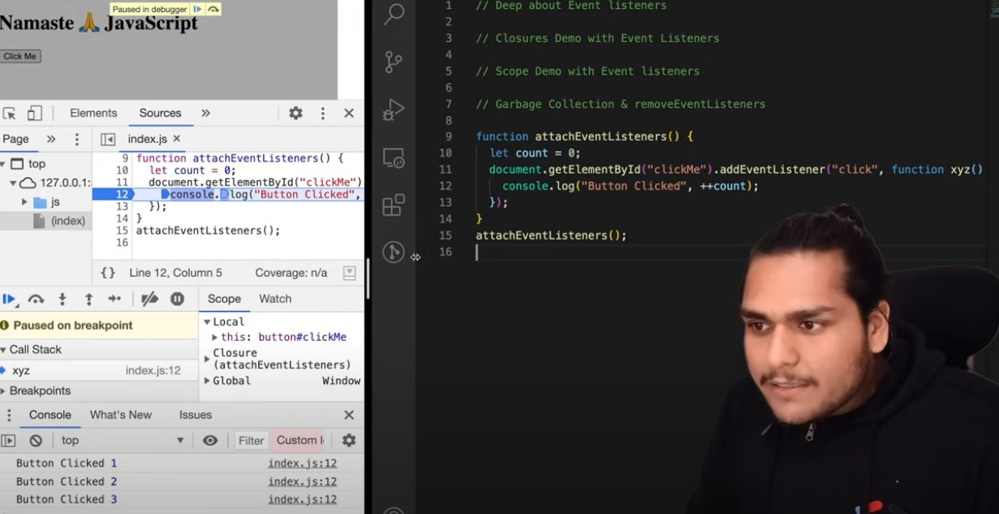 Paused in debugger
Namaste 🙏 JavaScript
Click Me
Elements
Sources
Page
index.js
top
127.0.0.1:
js
(index)
9 function attachEventListeners() {
10 let count = 0;
11 document.getElementById("clickMe")
12 console.log("Button Clicked",
13 });
14 }
15 attachEventListeners();
16
{} Line 12, Column 5 Coverage: n/a
Scope Watch
Paused on breakpoint
Call Stack
xyz index.js:12
Breakpoints
Local
this: button#clickMe
Closure
(attachEventListeners)
Global Window
Console What's New Issues
top Filter Custom l
Button Clicked 1 index.js:12
Button Clicked 2 index.js:12
Button Clicked 3 index.js:12
1 // Deep about Event listeners
2
3 // Closures Demo with Event Listeners
4
5 // Scope Demo with Event listeners
6
7 // Garbage Collection & removeEventListeners
8
9 function attachEventListeners() {
10 let count = 0;
11 document.getElementById("clickMe").addEventListener("click", function xyz()
12 console.log("Button Clicked", ++count);
13 });
14 }
15 attachEventListeners();
16